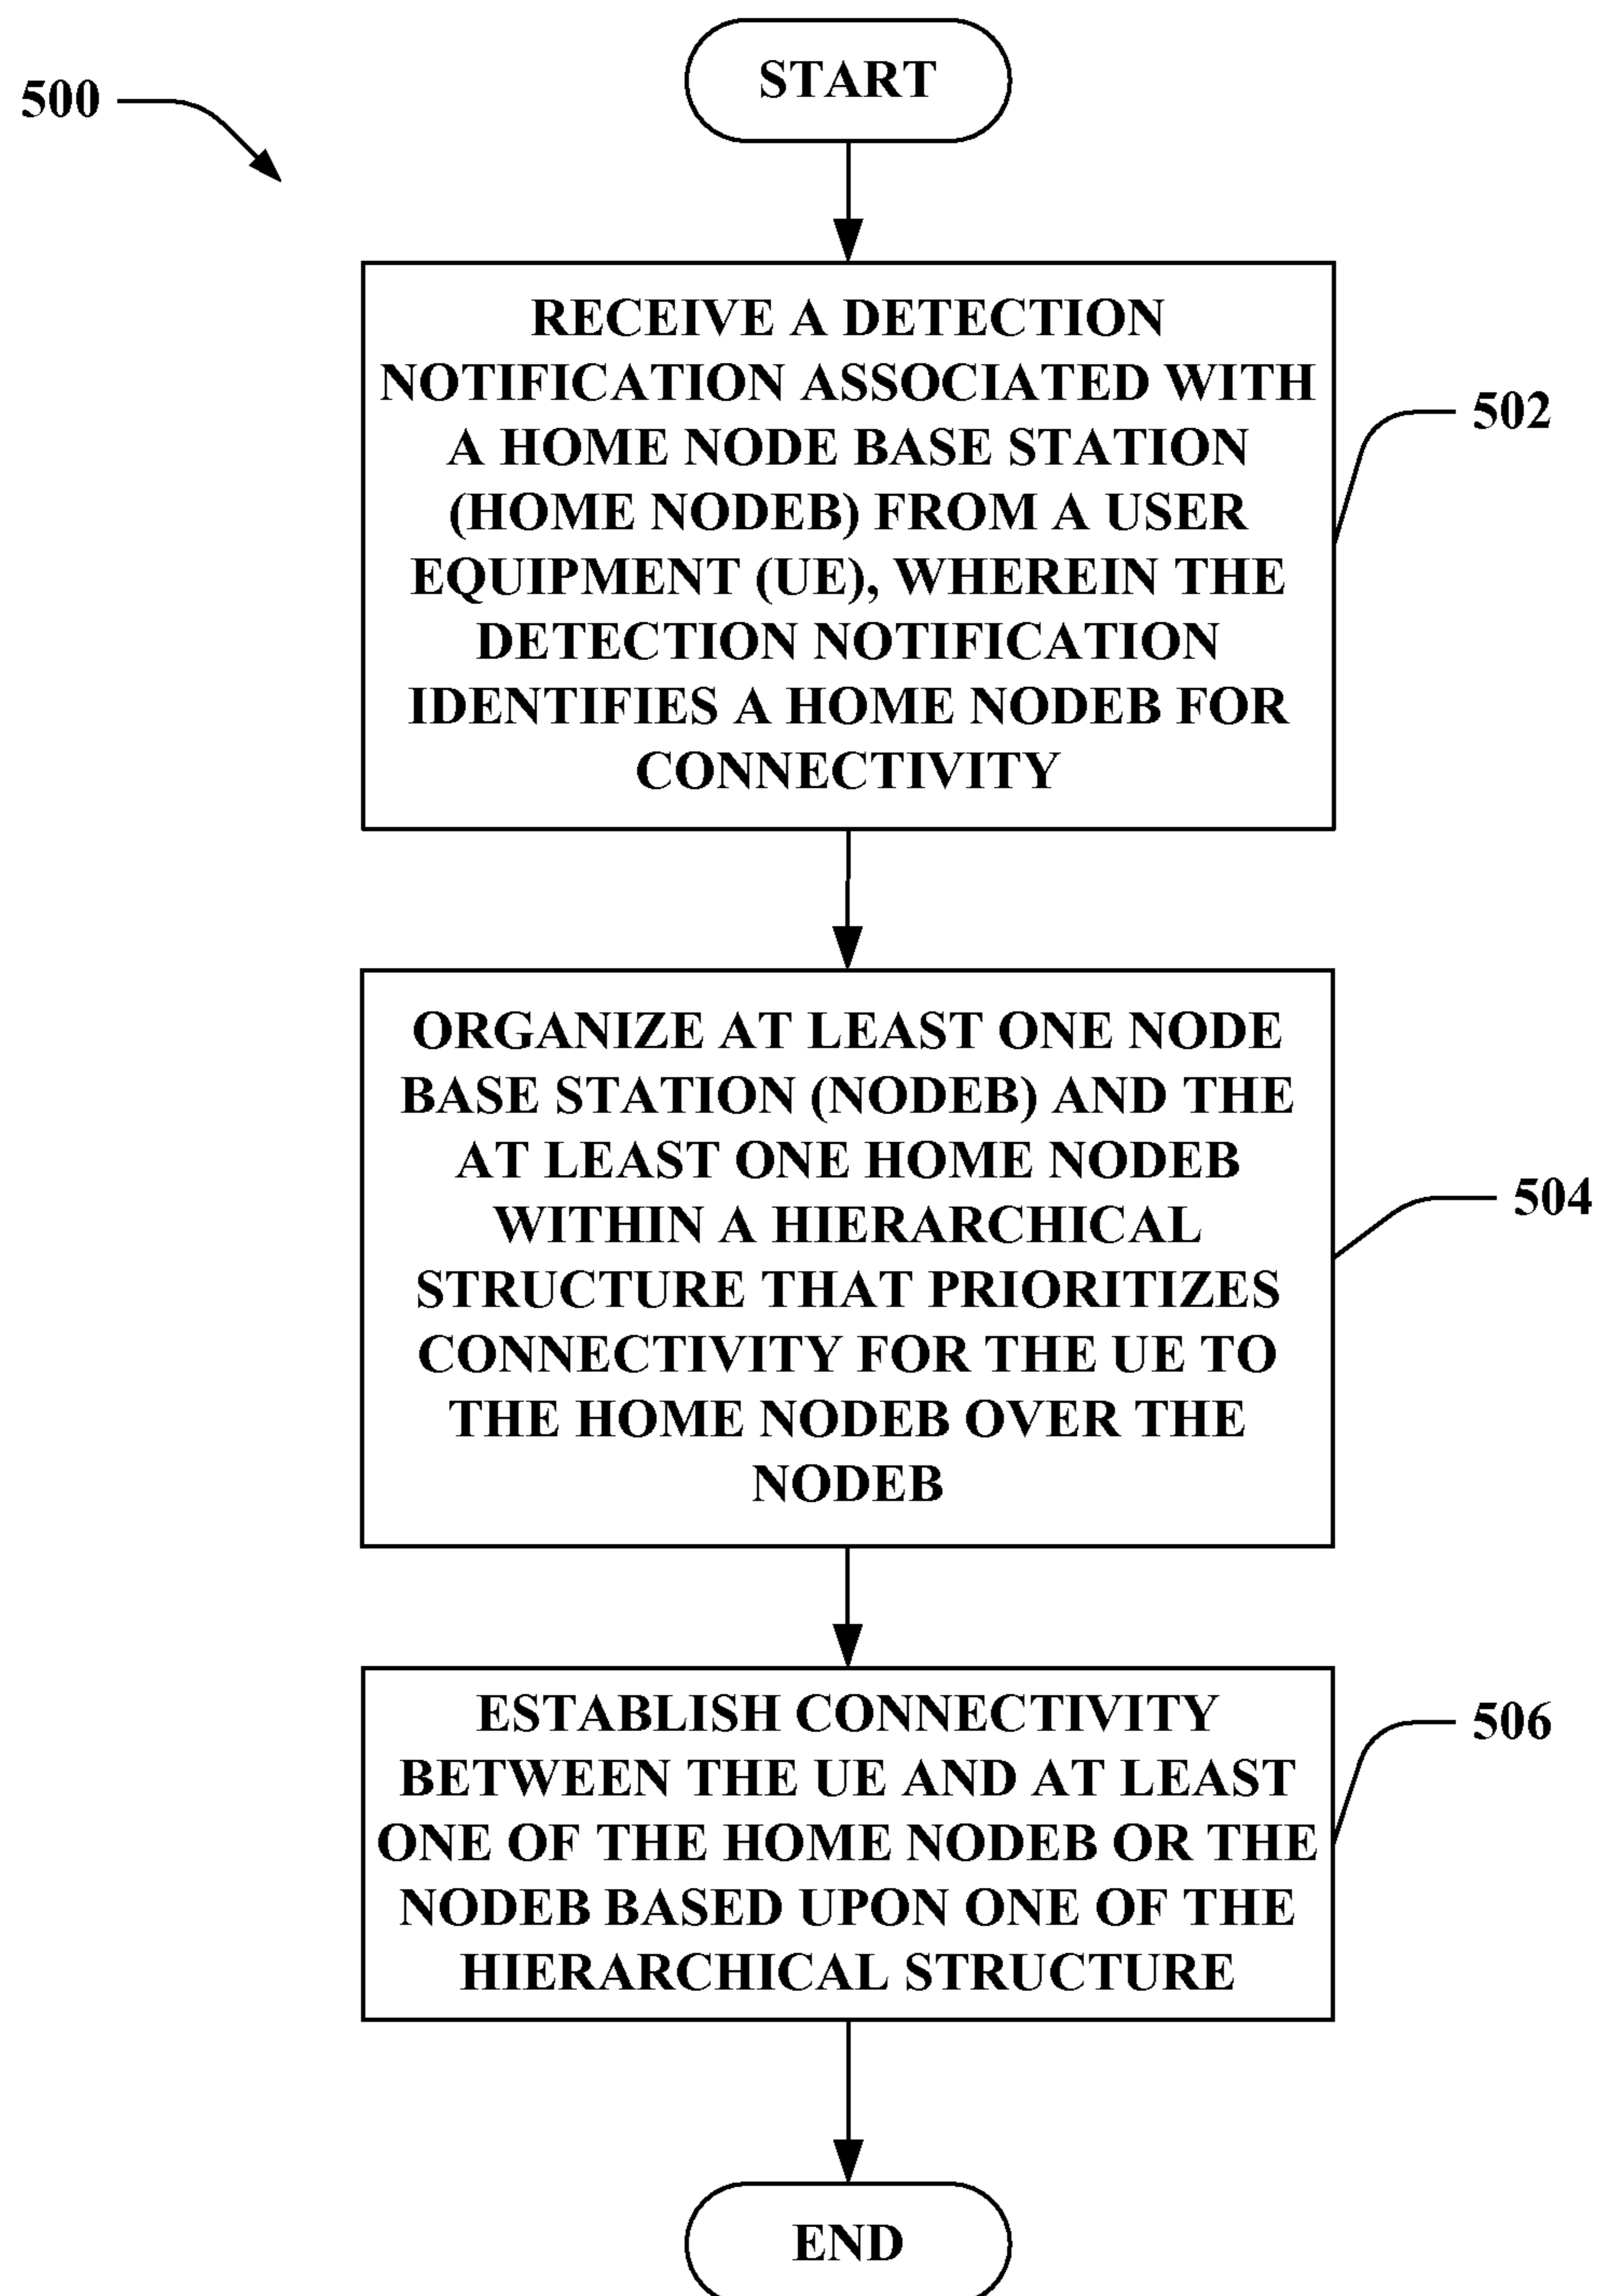 START
500
RECEIVE A DETECTION
NOTIFICATION ASSOCIATED WITH
A HOME NODE BASE STATION
(HOME NODEB) FROM A USER
EQUIPMENT (UE), WHEREIN THE
DETECTION NOTIFICATION
IDENTIFIES A HOME NODEB FOR
CONNECTIVITY
502
ORGANIZE AT LEAST ONE NODE
BASE STATION (NODEB) AND THE
AT LEAST ONE HOME NODEB
WITHIN A HIERARCHICAL
STRUCTURE THAT PRIORITIZES
CONNECTIVITY FOR THE UE TO
THE HOME NODEB OVER THE
NODEB
504
ESTABLISH CONNECTIVITY
BETWEEN THE UE AND AT LEAST
ONE OF THE HOME NODEB OR THE
NODEB BASED UPON ONE OF THE
HIERARCHICAL STRUCTURE
506
END